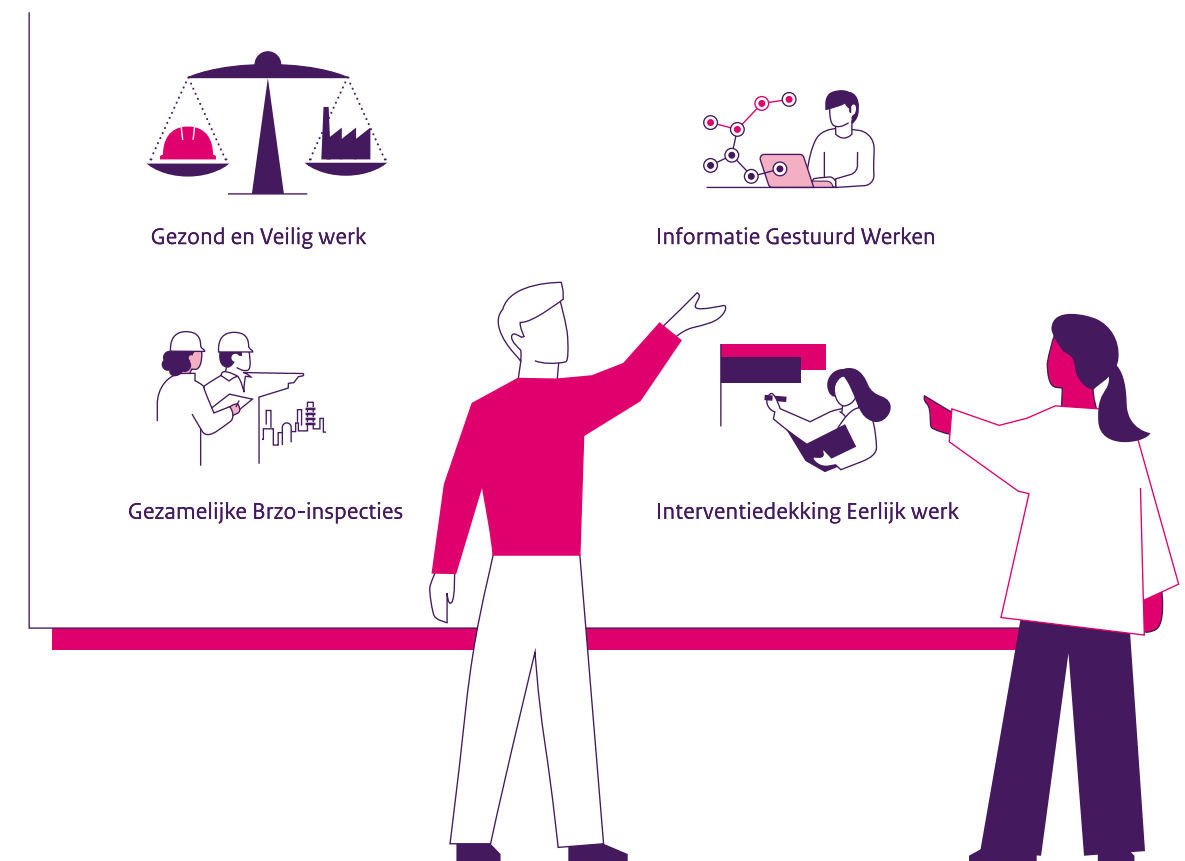 Gezond en Veilig werk
Informatie Gestuurd Werken
Gezamelijke Brzo-inspecties
Interventiedekking Eerlijk werk